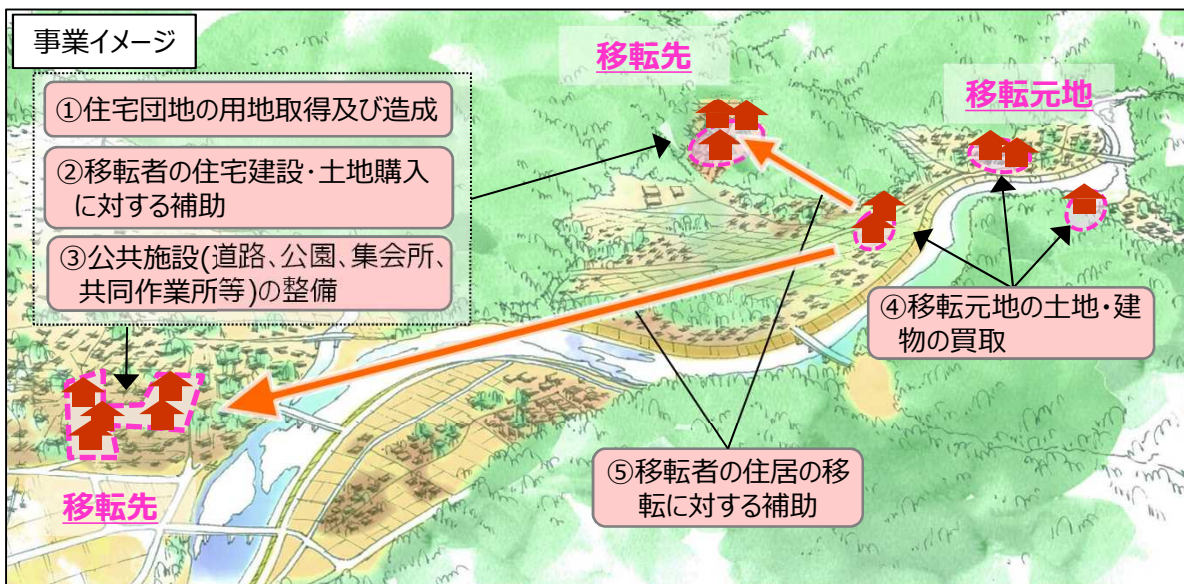 事業イメージ
①住宅団地の用地取得及び造成
②移転者の住宅建設・土地購入
に対する補助
③公共施設(道路、公園、集会所、
共同作業所等)の整備
移転先
移転元地
④移転元地の土地・建
物の買取
⑤移転者の住居の移
転に対する補助
移転先